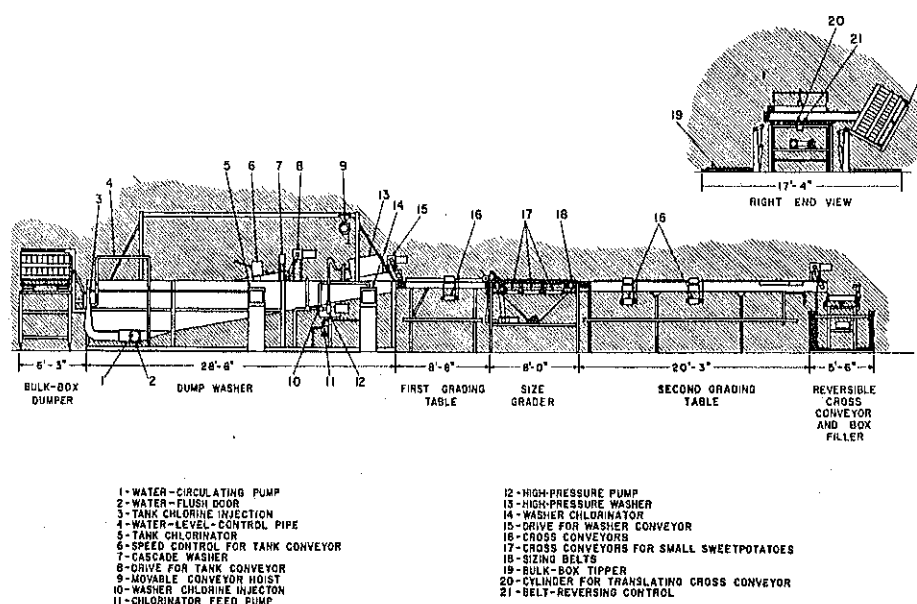 20
21
19
17'-4"
RIGHT END VIEW
3
4
5
6
7
8
9
13
14
15
16
17
18
16
1
2
10
11
12
5'-3"
28'-6"
8'-6"
8'-0"
20'-3"
5'-6"
BULK-BOX
DUMPER
DUMP WASHER
FIRST GRADING
TABLE
SIZE
GRADER
SECOND GRADING
TABLE
REVERSIBLE
CROSS
CONVEYOR
AND BOX
FILLER
1-WATER-CIRCULATING PUMP
2-WATER-FLUSH DOOR
3-TANK CHLORINE INJECTION
4-WATER-LEVEL-CONTROL PIPE
5-TANK CHLORINATOR
6-SPEED CONTROL FOR TANK CONVEYOR
7-CASCADE WASHER
8-DRIVE FOR TANK CONVEYOR
9-MOVABLE CONVEYOR HOIST
10-WASHER CHLORINE INJECTON
11-CHLORINATOR FEED PUMP
12-HIGH-PRESSURE PUMP
13-HIGH-PRESSURE WASHER
14-WASHER CHLORINATOR
15-DRIVE FOR WASHER CONVEYOR
16-CROSS CONVEYORS
17-CROSS CONVEYORS FOR SMALL SWEETPOTATOES
18-SIZING BELTS
19-BULK-BOX TIPPER
20-CYLINDER FOR TRANSLATING CROSS CONVEYOR
21-BELT-REVERSING CONTROL